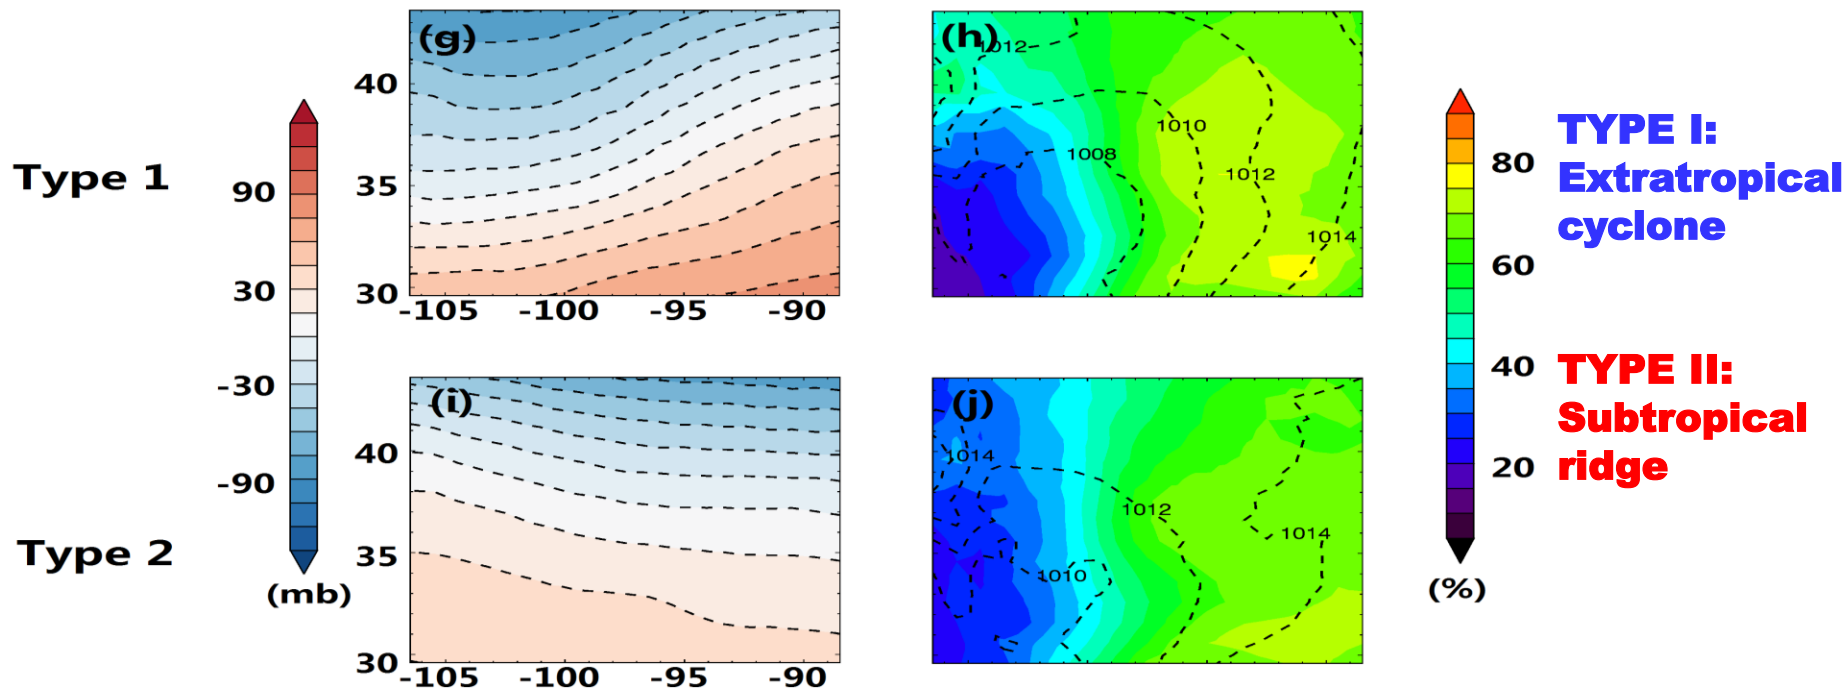 Type 1
90
30
-30
-90
(mb)
(g)
40
35
30
-105 -100 -95 -90
(h)
1012
1010
1008
1012
1014
80
60
40
20
(%)
TYPE I:
Extratropical
cyclone
Type 2
(i)
40
35
30
-105 -100 -95 -90
(j)
1014
1012
1014
1010
TYPE II:
Subtropical
ridge